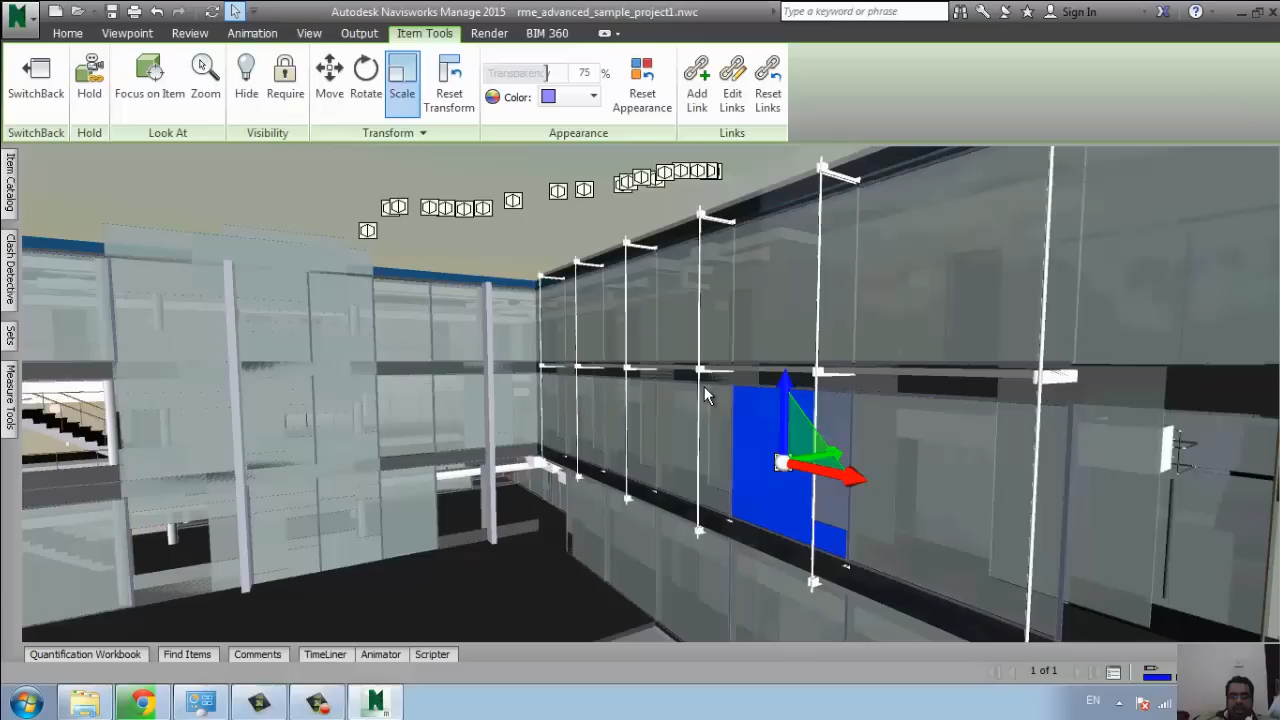 Autodesk Navisworks Manage 2015 rme_advanced_sample_project1.nwc
Type a keyword or phrase
Sign In
Home Viewpoint Review Animation View Output Item Tools Render BIM 360
SwitchBack
Hold
Focus on Item
Zoom
Hide
Require
Move
Rotate
Scale
Reset
Transform
Transparency 75 %
Color:
Reset
Appearance
Add
Link
Edit
Links
Reset
Links
SwitchBack Hold Look At Visibility Transform Appearance Links
Item Catalog
Clash Detective
Sets
Measure Tools
Quantification Workbook Find Items Comments TimeLiner Animator Scripter
1 of 1
EN